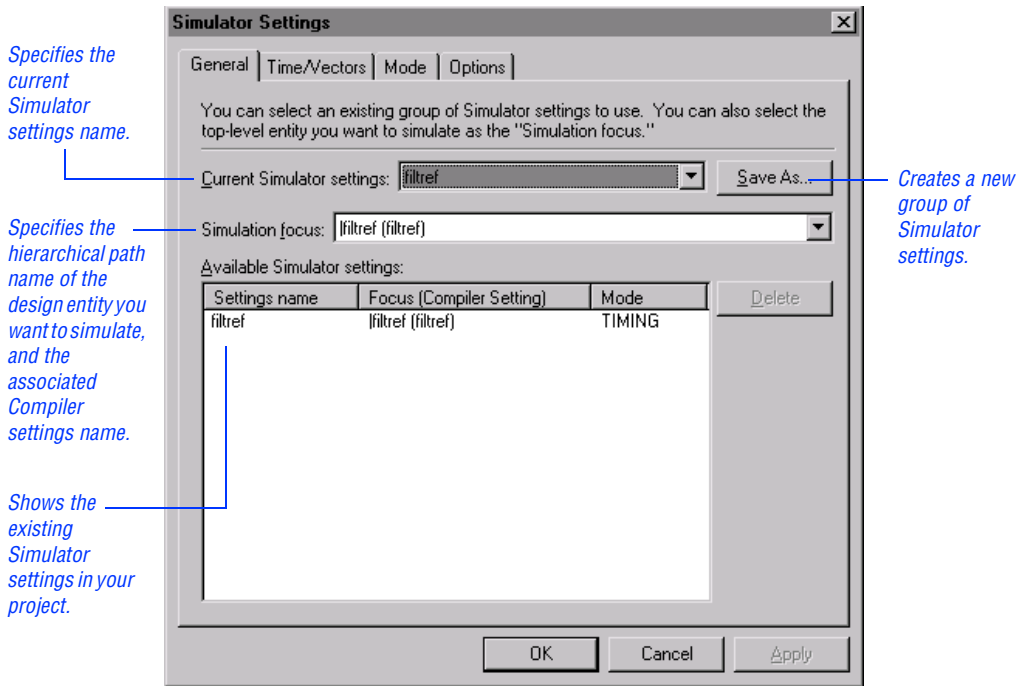 Simulator Settings
Specifies the
current
Simulator
settings name.
General
Time/Vectors
Mode
Options
You can select an existing group of Simulator settings to use. You can also select the
top-level entity you want to simulate as the "Simulation focus."
Current Simulator settings:
filtref
Save As...
Creates a new
group of
Simulator
settings.
Specifies the
hierarchical path
name of the
design entity you
want to simulate,
and the
associated
Compiler
settings name.
Simulation focus:
|filtref (filtref)
Available Simulator settings:
Settings name
Focus (Compiler Setting)
Mode
Delete
filtref
|filtref (filtref)
TIMING
Shows the
existing
Simulator
settings in your
project.
OK
Cancel
Apply